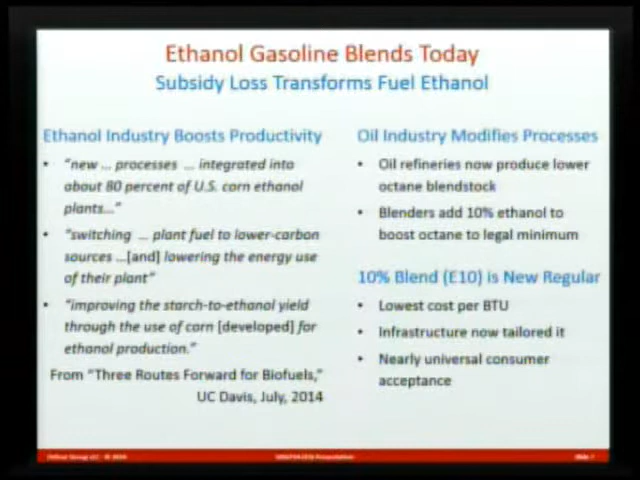 Ethanol Gasoline Blends Today
Subsidy Loss Transforms Fuel Ethanol
Ethanol Industry Boosts Productivity
• "new ... processes ... integrated into
about 80 percent of U.S. corn ethanol
plants..."
• "switching ... plant fuel to lower-carbon
sources ...[and] lowering the energy use
of their plant"
• "improving the starch-to-ethanol yield
through the use of corn [developed] for
ethanol production."
From "Three Routes Forward for Biofuels,"
UC Davis, July, 2014
Oil Industry Modifies Processes
• Oil refineries now produce lower
octane blendstock
• Blenders add 10% ethanol to
boost octane to legal minimum
10% Blend (E10) is New Regular
• Lowest cost per BTU
• Infrastructure now tailored it
• Nearly universal consumer
acceptance